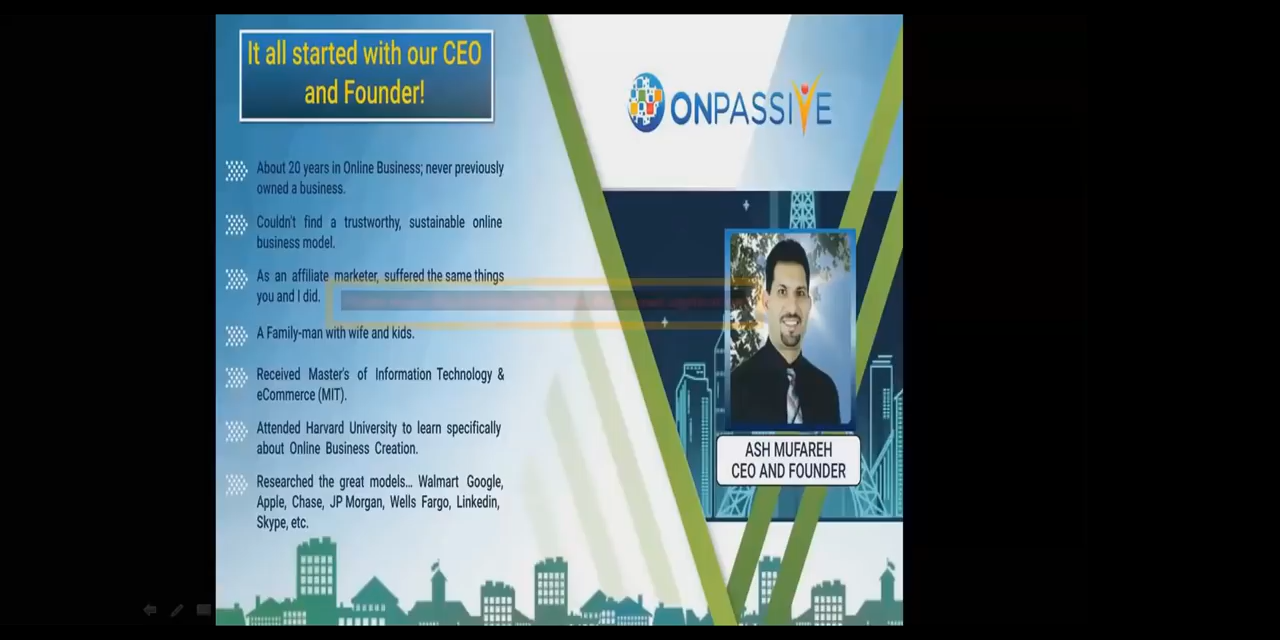 It all started with our CEO
and Founder!
ONPASSIVE
About 20 years in Online Business; never previously
owned a business.
Couldn't find a trustworthy, sustainable online
business model.
As an affiliate marketer, suffered the same things
you and I did.
A Family-man with wife and kids.
Received Master's of Information Technology &
eCommerce (MIT).
Attended Harvard University to learn specifically
about Online Business Creation.
Researched the great models... Walmart Google,
Apple, Chase, JP Morgan, Wells Fargo, Linkedin,
Skype, etc.
ASH MUFAREH
CEO AND FOUNDER